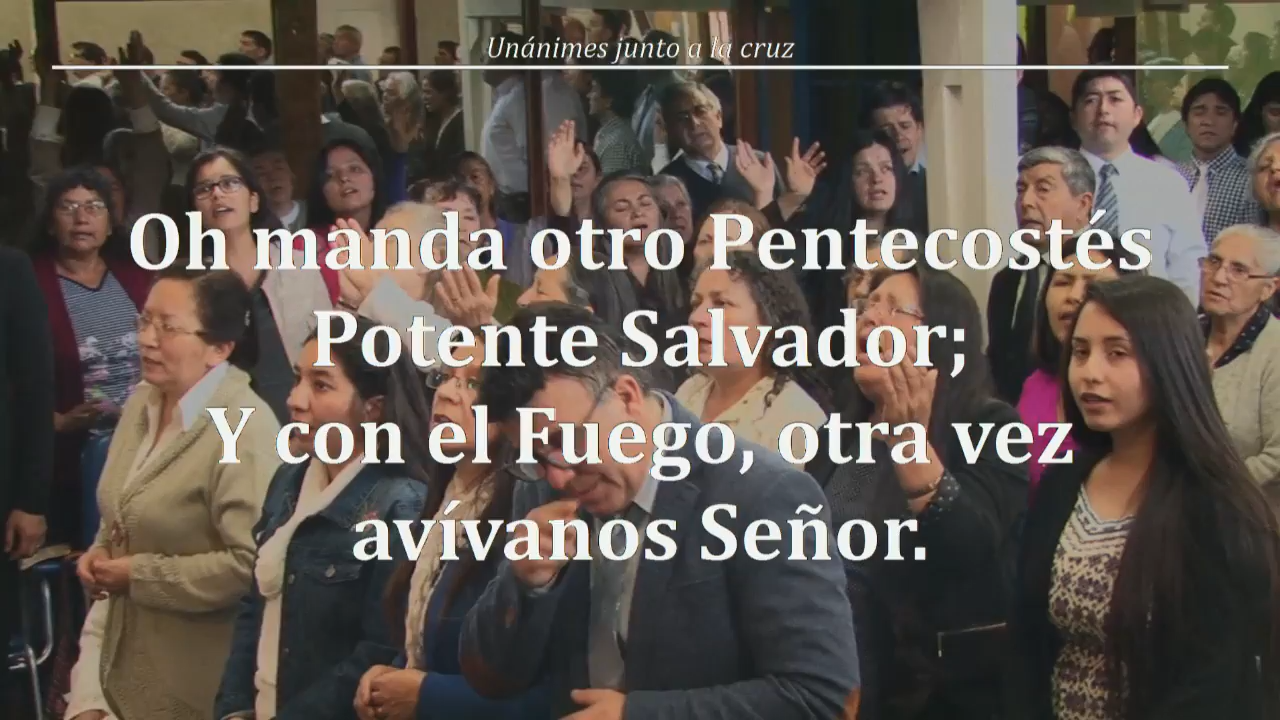 Unánimes junto a la cruz
Oh manda otro Pentecostés
Potente Salvador;
Y con el Fuego, otra vez
avívanos Señor.